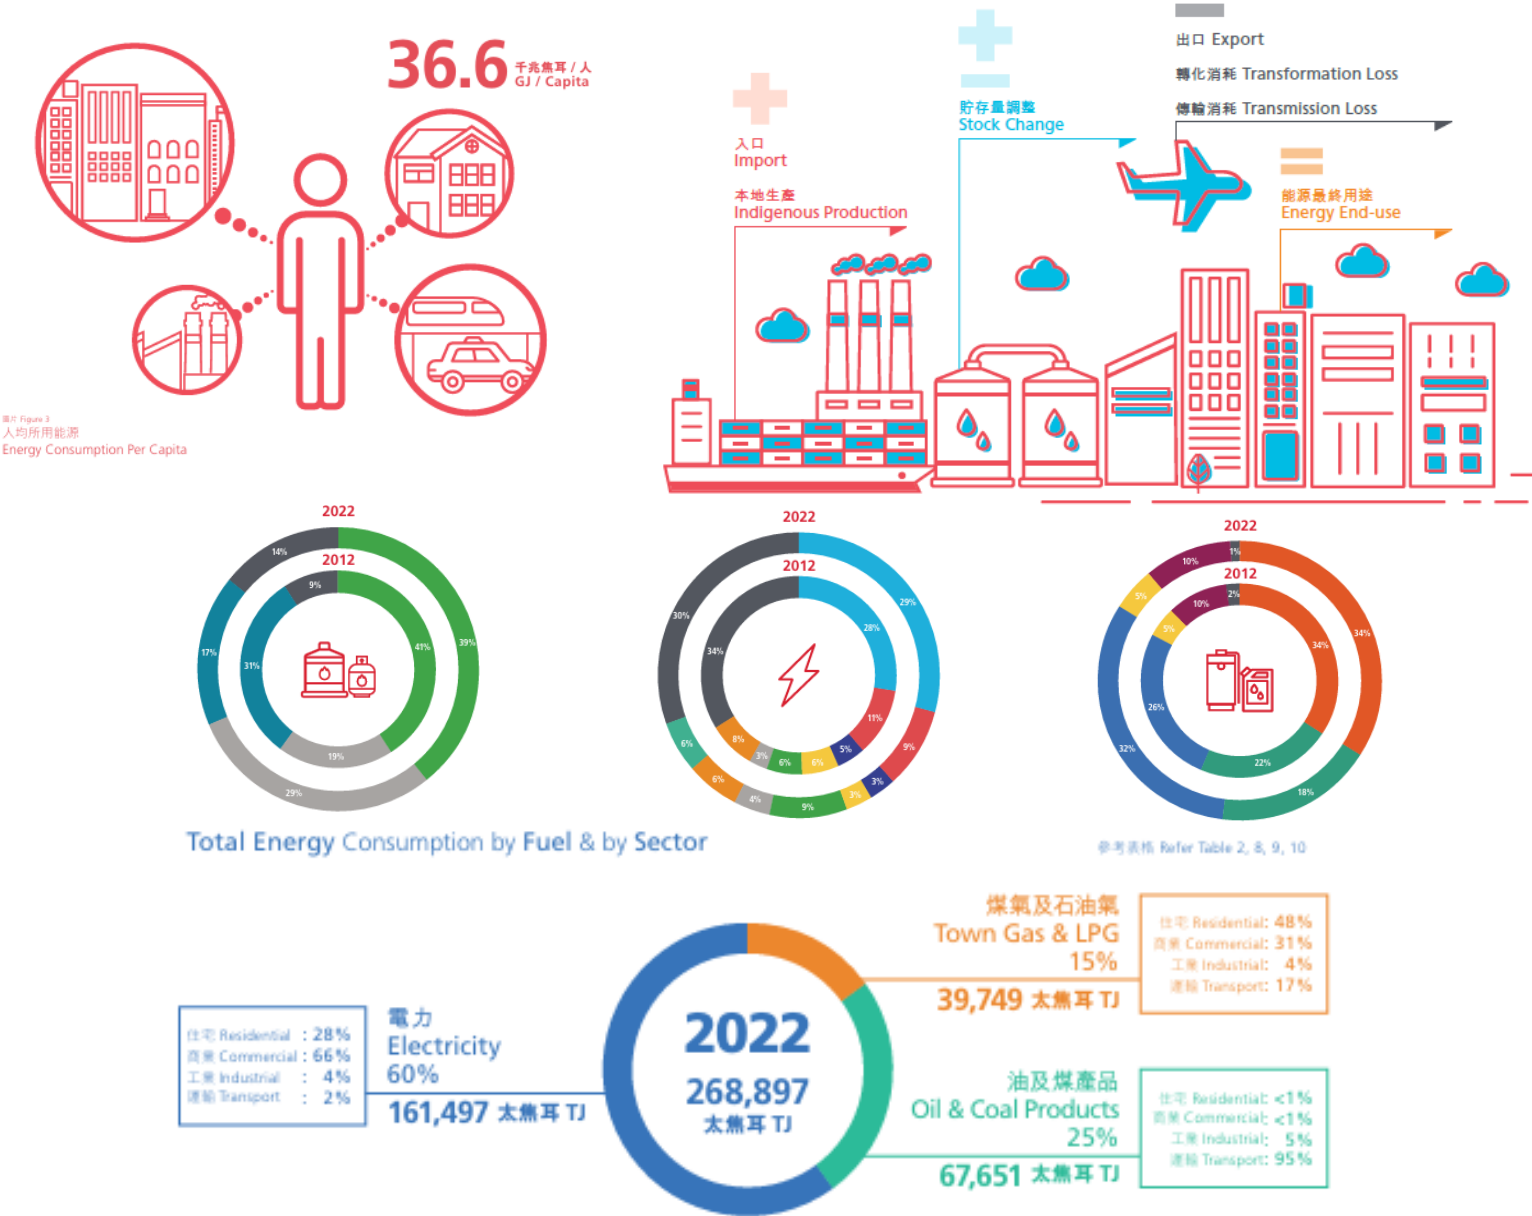 36.6 千兆焦耳 / 人
GJ / Capita
圖片 Figure 3
人均所用能源
Energy Consumption Per Capita
入口
Import
本地生產
Indigenous Production
貯存量調整
Stock Change
出口 Export
轉化消耗 Transformation Loss
傳輸消耗 Transmission Loss
能源最終用途
Energy End-use
2022
14%
39%
17%
29%
2012
9%
41%
31%
19%
2022
30%
29%
6%
9%
6%
3%
4%
3%
9%
2012
34%
28%
11%
8%
5%
3%
6%
6%
2022
1%
10%
5%
34%
32%
18%
2012
2%
10%
5%
34%
26%
22%
Total Energy Consumption by Fuel & by Sector
參考表格 Refer Table 2, 8, 9, 10
住宅 Residential : 28%
商業 Commercial : 66%
工業 Industrial : 4%
運輸 Transport : 2%
電力
Electricity
60%
161,497 太焦耳 TJ
2022
268,897
太焦耳 TJ
煤氣及石油氣
Town Gas & LPG
15%
39,749 太焦耳 TJ
住宅 Residential: 48%
商業 Commercial: 31%
工業 Industrial: 4%
運輸 Transport: 17%
油及煤產品
Oil & Coal Products
25%
67,651 太焦耳 TJ
住宅 Residential: <1%
商業 Commercial: <1%
工業 Industrial: 5%
運輸 Transport: 95%